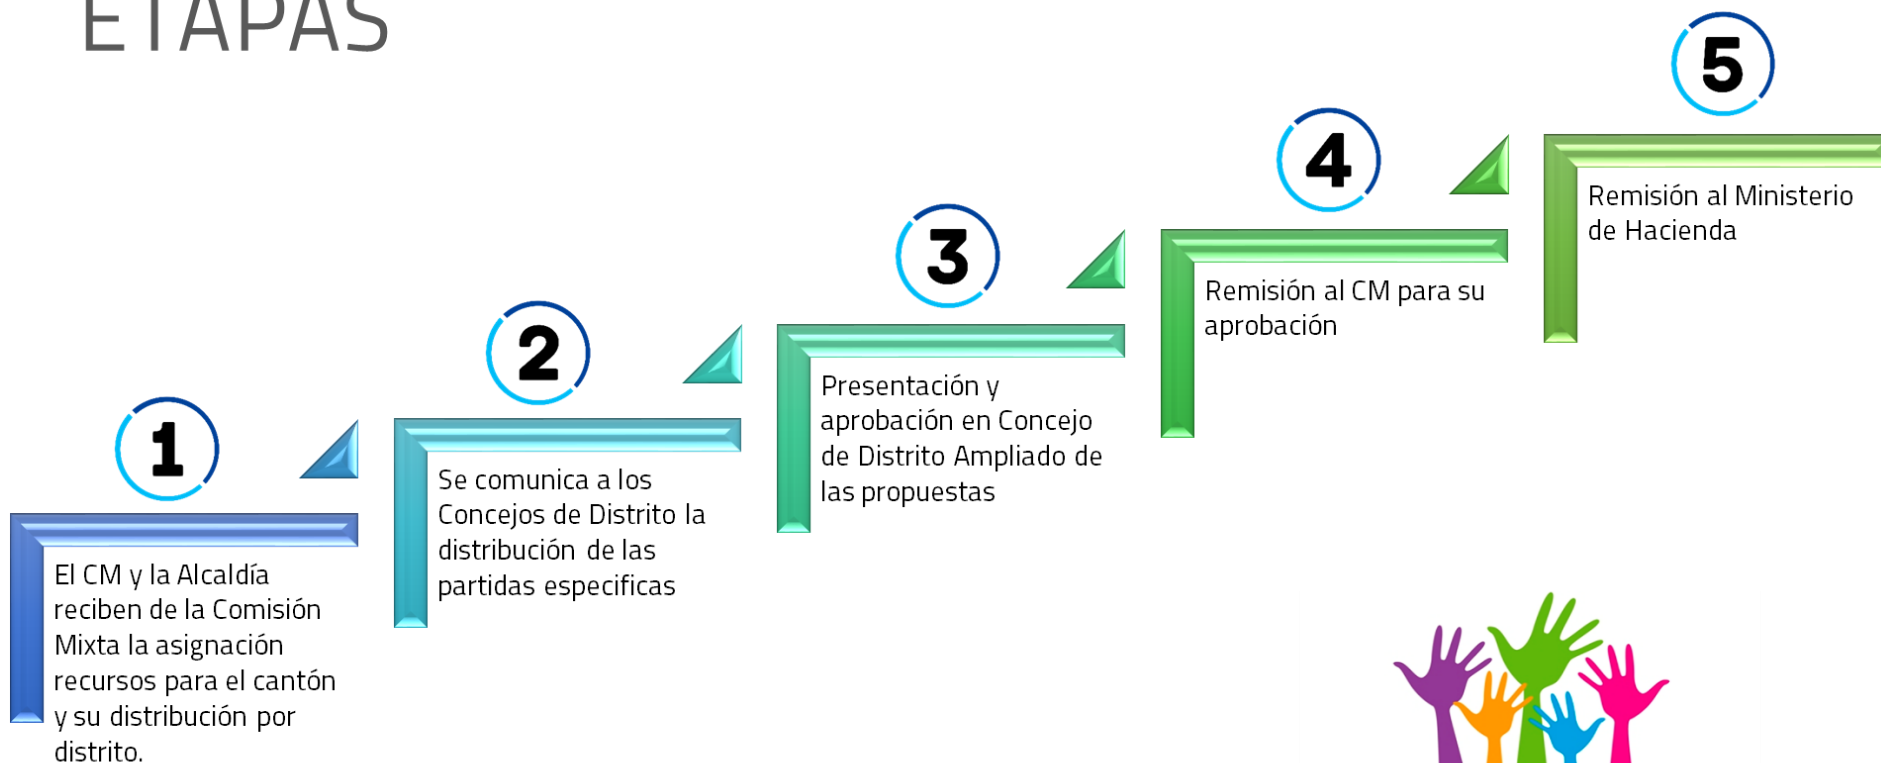 ETAPAS
1
El CM y la Alcaldía
reciben de la Comisión
Mixta la asignación
recursos para el cantón
y su distribución por
distrito.
2
Se comunica a los
Concejos de Distrito la
distribución de las
partidas especificas
3
Presentación y
aprobación en Concejo
de Distrito Ampliado de
las propuestas
4
Remisión al CM para su
aprobación
5
Remisión al Ministerio
de Hacienda